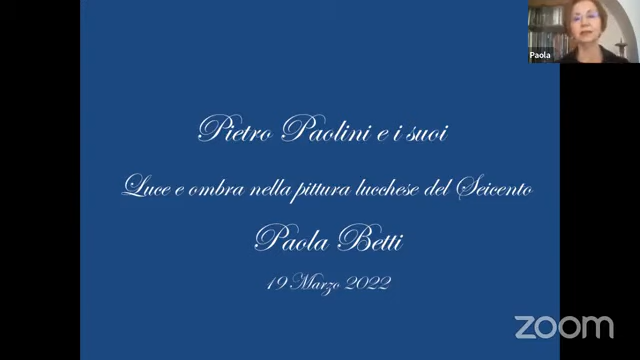 Paola
Pietro Paolini e i suoi
Luce e ombra nella pittura lucchese del Seicento
Paola Betti
19 Marzo 2022
zoom